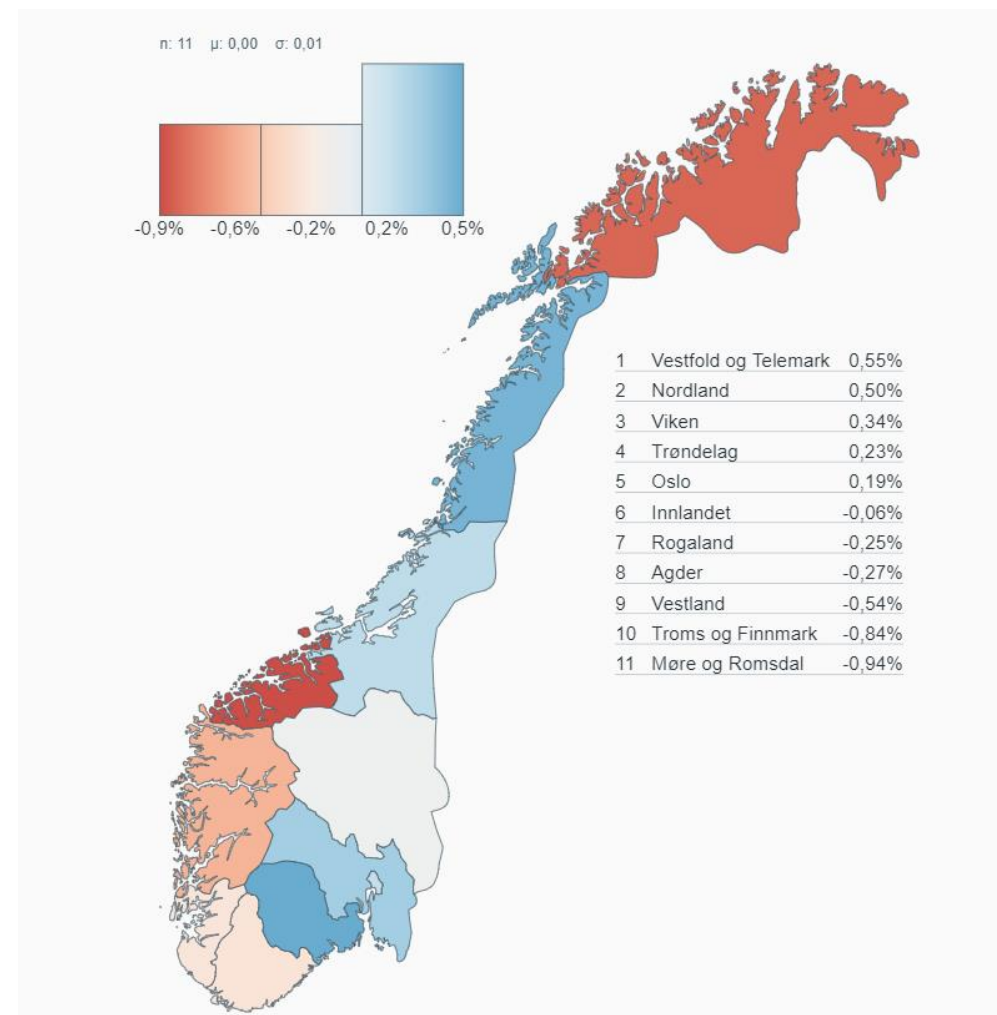 n: 11 μ: 0,00 σ: 0,01
-0,9% -0,6% -0,2% 0,2% 0,5%
1 Vestfold og Telemark 0,55%
2 Nordland 0,50%
3 Viken 0,34%
4 Trøndelag 0,23%
5 Oslo 0,19%
6 Innlandet -0,06%
7 Rogaland -0,25%
8 Agder -0,27%
9 Vestland -0,54%
10 Troms og Finnmark -0,84%
11 Møre og Romsdal -0,94%